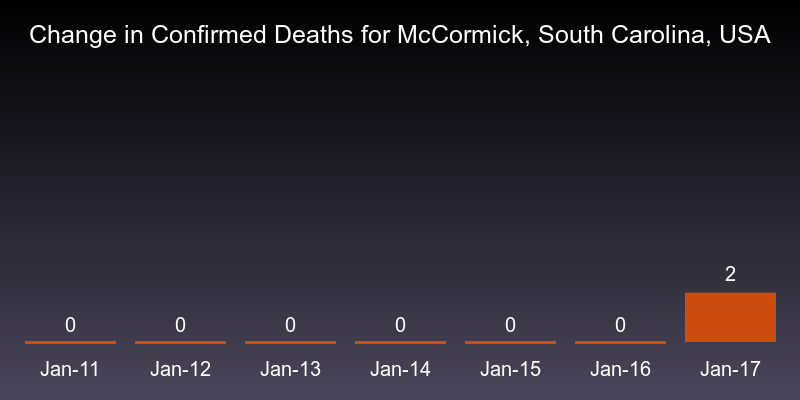 Change in Confirmed Deaths for McCormick, South Carolina, USA
0 0 0 0 0 0 2
Jan-11 Jan-12 Jan-13 Jan-14 Jan-15 Jan-16 Jan-17